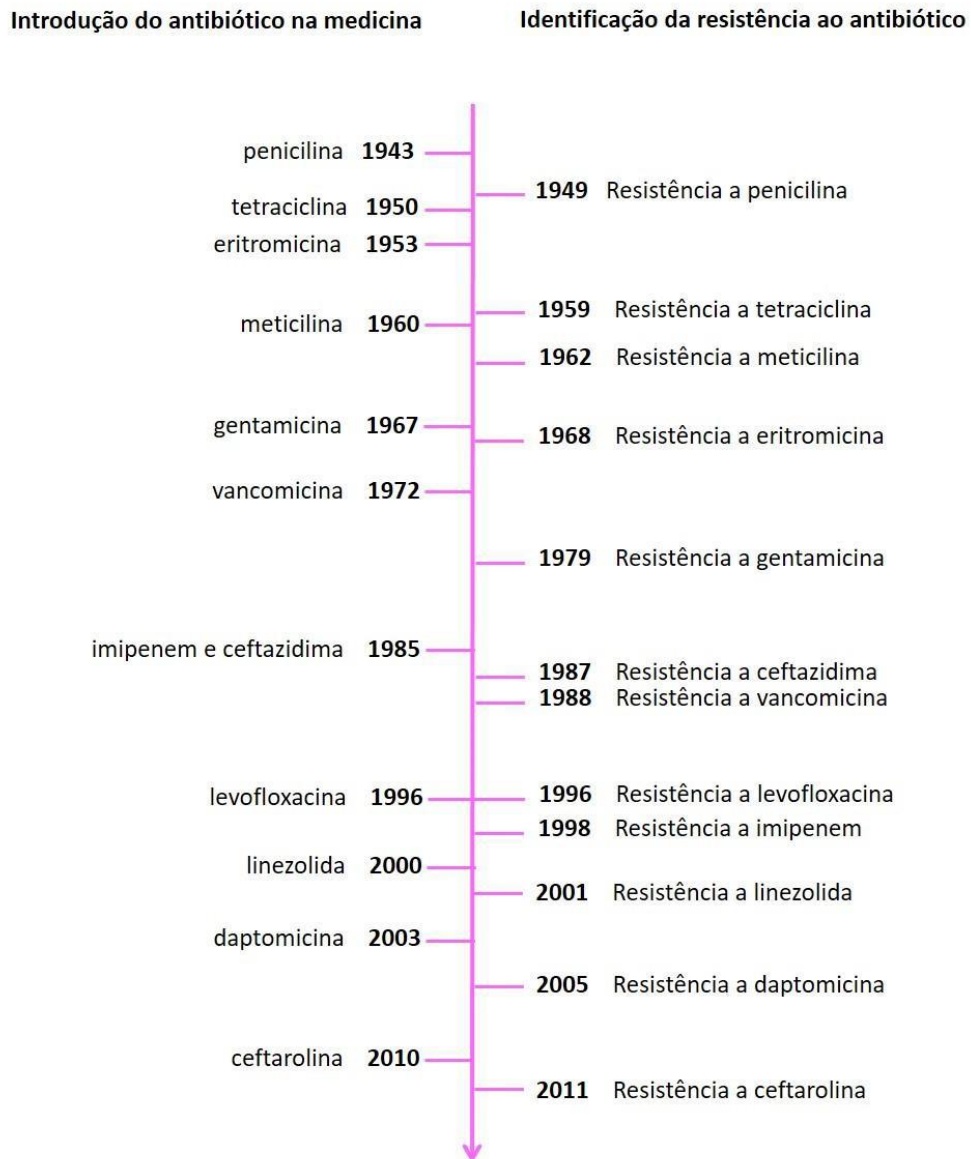 Introdução do antibiótico na medicina
Identificação da resistência ao antibiótico
penicilina 1943
1949 Resistência a penicilina
tetraciclina 1950
eritromicina 1953
1959 Resistência a tetraciclina
meticilina 1960
1962 Resistência a meticilina
gentamicina 1967
1968 Resistência a eritromicina
vancomicina 1972
1979 Resistência a gentamicina
imipenem e ceftazidima 1985
1987 Resistência a ceftazidima
1988 Resistência a vancomicina
levofloxacina 1996
1996 Resistência a levofloxacina
1998 Resistência a imipenem
linezolida 2000
2001 Resistência a linezolida
daptomicina 2003
2005 Resistência a daptomicina
ceftarolina 2010
2011 Resistência a ceftarolina